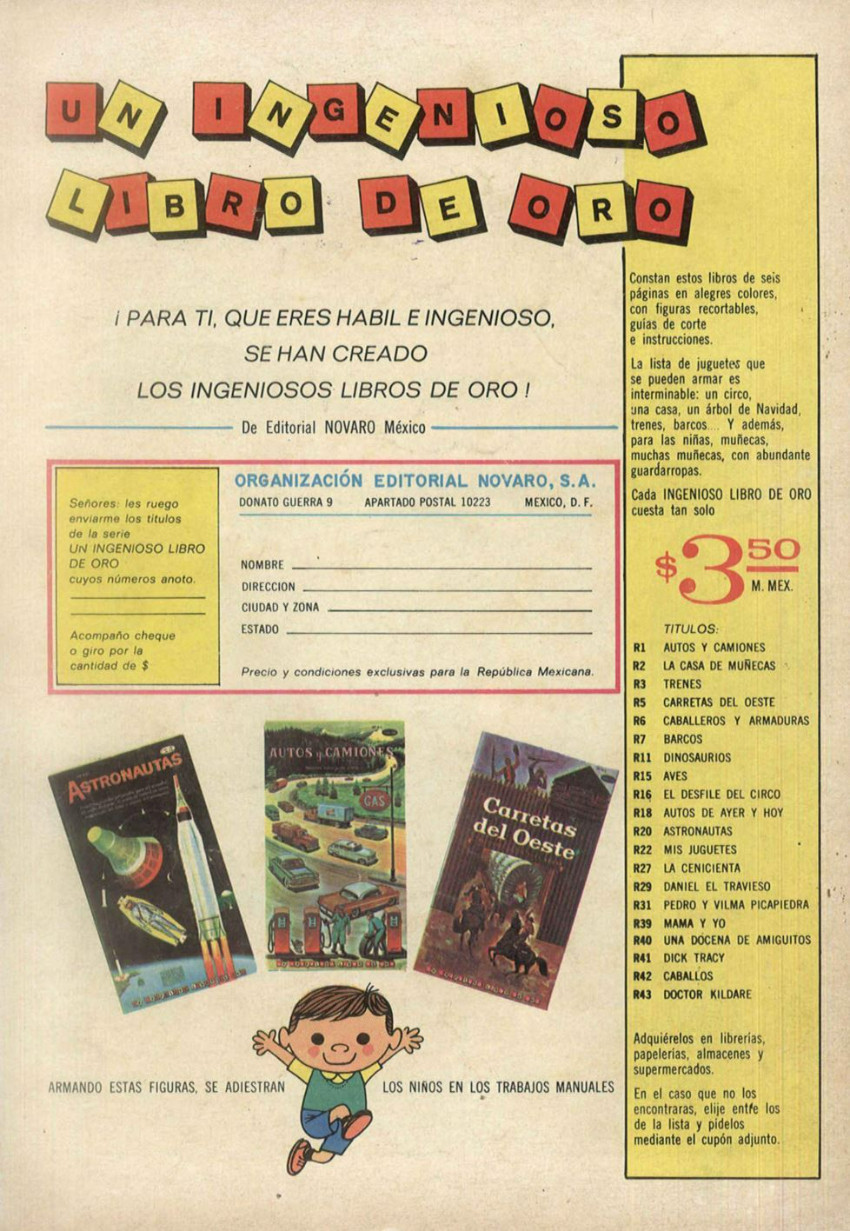 UN INGENIOSO
LIBRO DE ORO
¡ PARA TI, QUE ERES HABIL E INGENIOSO,
SE HAN CREADO
LOS INGENIOSOS LIBROS DE ORO !
De Editorial NOVARO México
Señores: les ruego
enviarme los titulos
de la serie
UN INGENIOSO LIBRO
DE ORO
cuyos números anoto.
Acompaño cheque
o giro por la
cantidad de $
ORGANIZACIÓN EDITORIAL NOVARO, S.A.
DONATO GUERRA 9 APARTADO POSTAL 10223 MEXICO, D. F.
NOMBRE
DIRECCION
CIUDAD Y ZONA
ESTADO
Precio y condiciones exclusivas para la República Mexicana.
ASTRONAUTAS
AUTOS y CAMIONES
GAS
Carretas
del Oeste
ARMANDO ESTAS FIGURAS, SE ADIESTRAN LOS NIÑOS EN LOS TRABAJOS MANUALES
Constan estos libros de seis
páginas en alegres colores,
con figuras recortables,
guías de corte
e instrucciones.
La lista de juguetes que
se pueden armar es
interminable: un circo,
una casa, un árbol de Navidad,
trenes, barcos.... Y además,
para las niñas, muñecas,
muchas muñecas, con abundante
guardarropas.
Cada INGENIOSO LIBRO DE ORO
cuesta tan solo
$3 50
M. MEX.
TITULOS:
R1 AUTOS Y CAMIONES
R2 LA CASA DE MUÑECAS
R3 TRENES
R5 CARRETAS DEL OESTE
R6 CABALLEROS Y ARMADURAS
R7 BARCOS
R11 DINOSAURIOS
R15 AVES
R16 EL DESFILE DEL CIRCO
R18 AUTOS DE AYER Y HOY
R20 ASTRONAUTAS
R22 MIS JUGUETES
R27 LA CENICIENTA
R29 DANIEL EL TRAVIESO
R31 PEDRO Y VILMA PICAPIEDRA
R39 MAMA Y YO
R40 UNA DOCENA DE AMIGUITOS
R41 DICK TRACY
R42 CABALLOS
R43 DOCTOR KILDARE
Adquiérelos en librerías,
papelerías, almacenes y
supermercados.
En el caso que no los
encontraras, elije entre los
de la lista y pídelos
mediante el cupón adjunto.